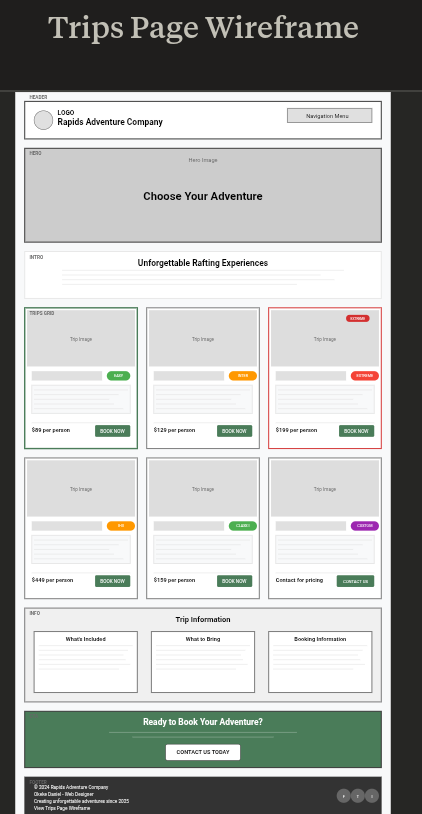 Trips Page Wireframe
HEADER
LOGO
Rapids Adventure Company
Navigation Menu
HERO
Hero Image
Choose Your Adventure
INTRO
Unforgettable Rafting Experiences
TRIPS GRID
Trip Image
EASY
$89 per person
BOOK NOW
Trip Image
$129 per person
BOOK NOW
EXTREME
Trip Image
EXTREME
$199 per person
BOOK NOW
Trip Image
$449 per person
BOOK NOW
Trip Image
CLASS I
$159 per person
BOOK NOW
Trip Image
CUSTOM
Contact for pricing
CONTACT US
INFO
Trip Information
What's Included
What to Bring
Booking Information
Ready to Book Your Adventure?
CONTACT US TODAY
FOOTER
© 2024 Rapids Adventure Company
Okeke Daniel - Web Designer
Creating unforgettable adventures since 2025
View Trips Page Wireframe